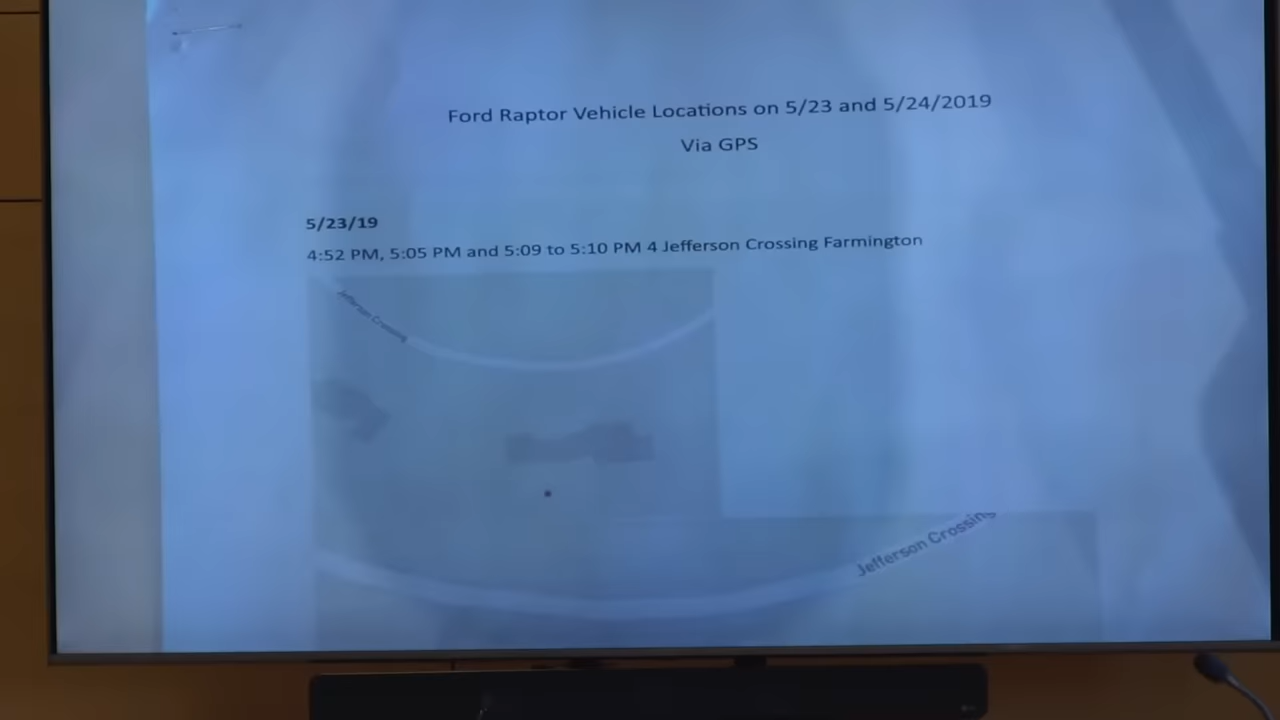 Ford Raptor Vehicle Locations on 5/23 and 5/24/2019
Via GPS
5/23/19
4:52 PM, 5:05 PM and 5:09 to 5:10 PM 4 Jefferson Crossing Farmington
Jefferson Crossing
Jefferson Crossing